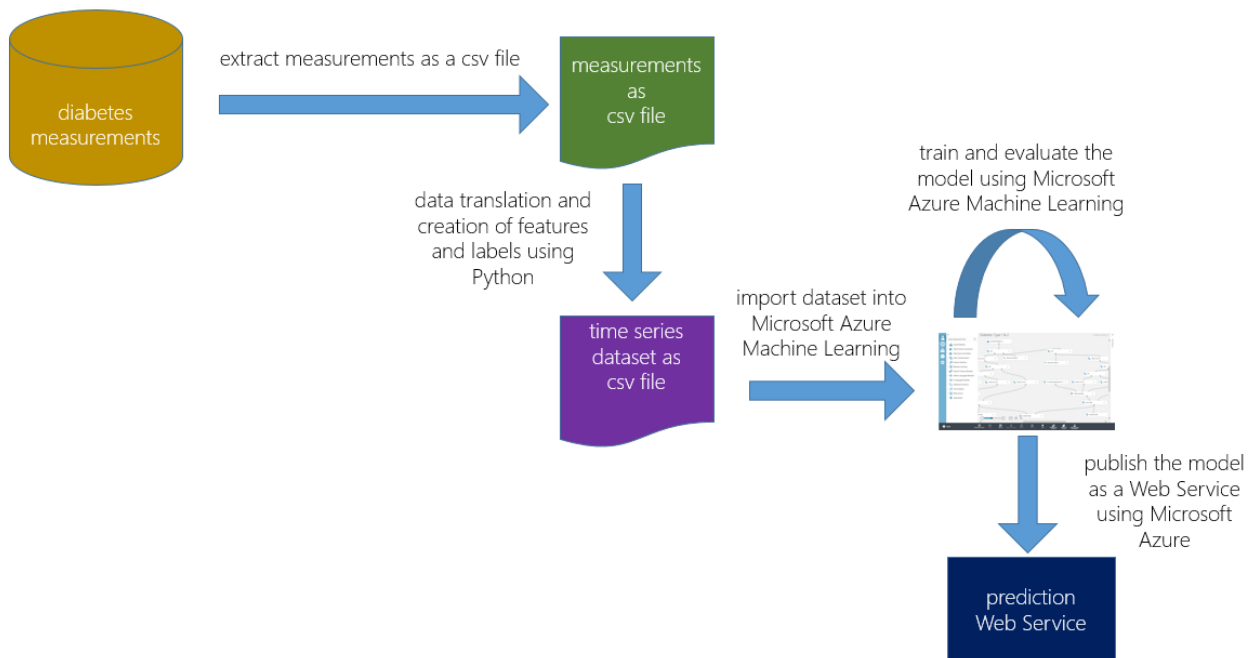 extract measurements as a csv file
diabetes
measurements
measurements
as
csv file
data translation and
creation of features
and labels using
Python
train and evaluate the
model using Microsoft
Azure Machine Learning
time series
dataset as
csv file
import dataset into
Microsoft Azure
Machine Learning
publish the model
as a Web Service
using Microsoft
Azure
prediction
Web Service